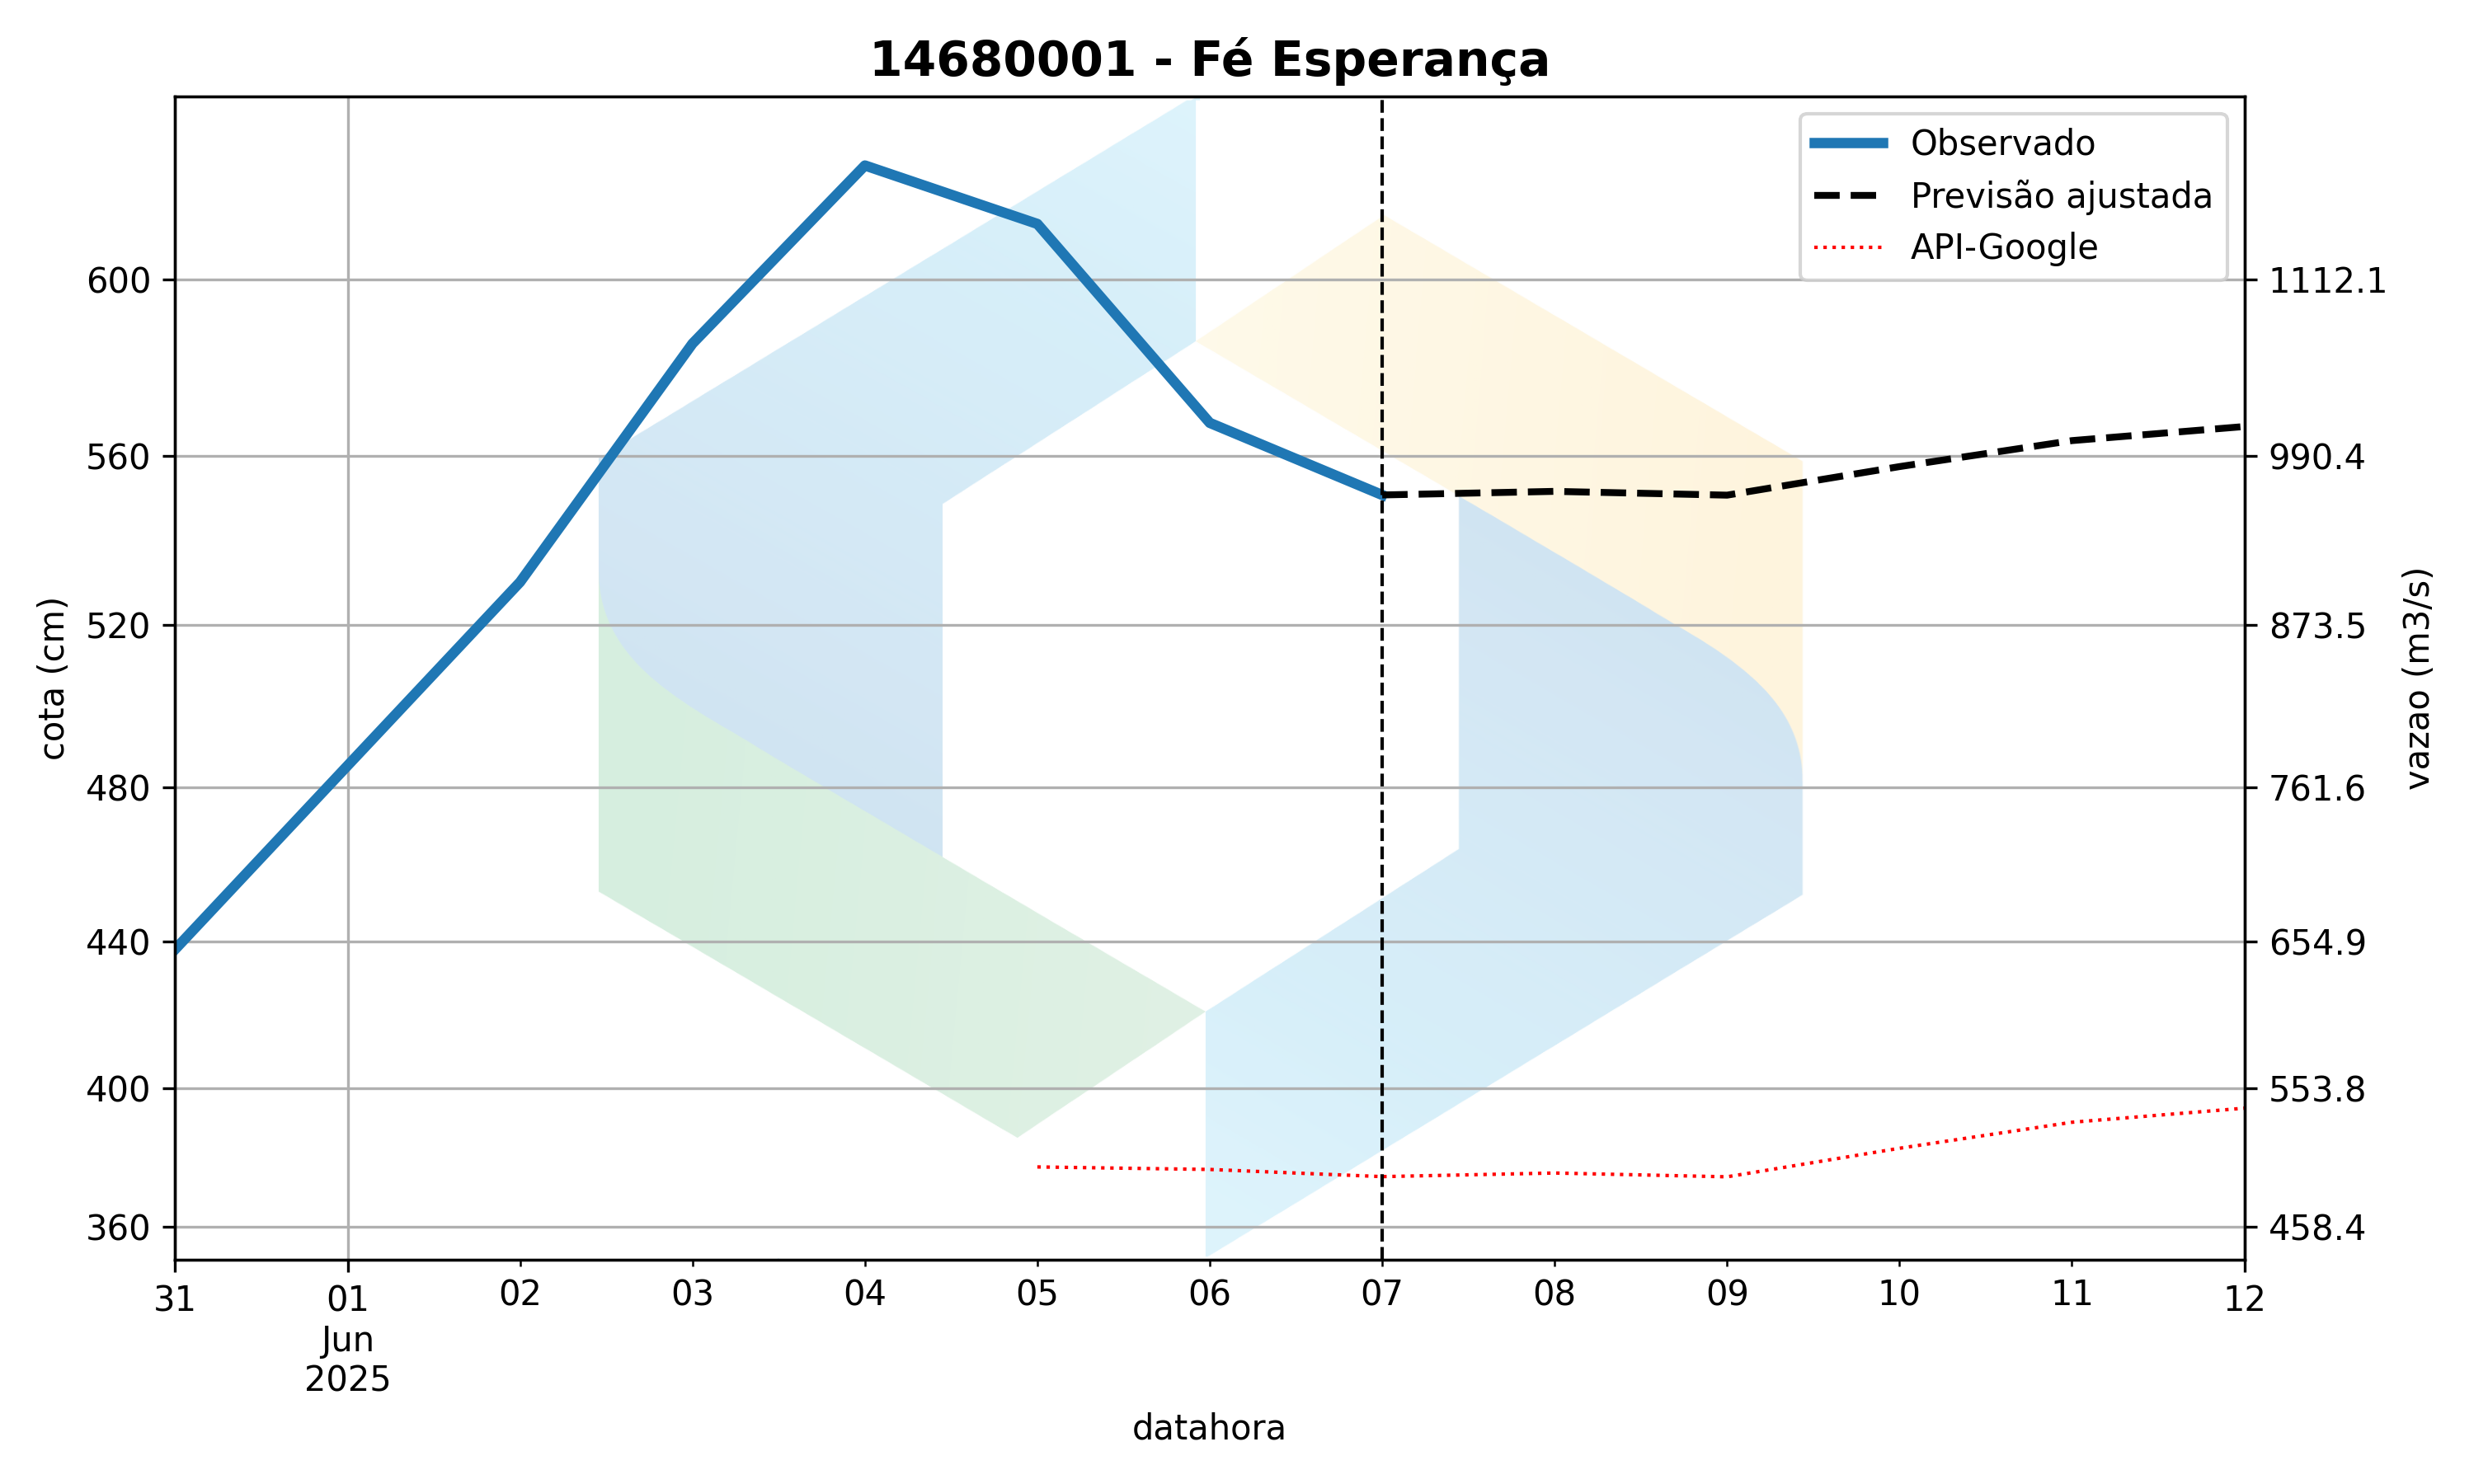 14680001 - Fé Esperança
Observado
Previsão ajustada
API-Google
600
560
520
480
440
400
360
cota (cm)
1112.1
990.4
873.5
761.6
654.9
553.8
458.4
vazao (m3/s)
31 01 02 03 04 05 06 07 08 09 10 11 12
Jun
2025
datahora